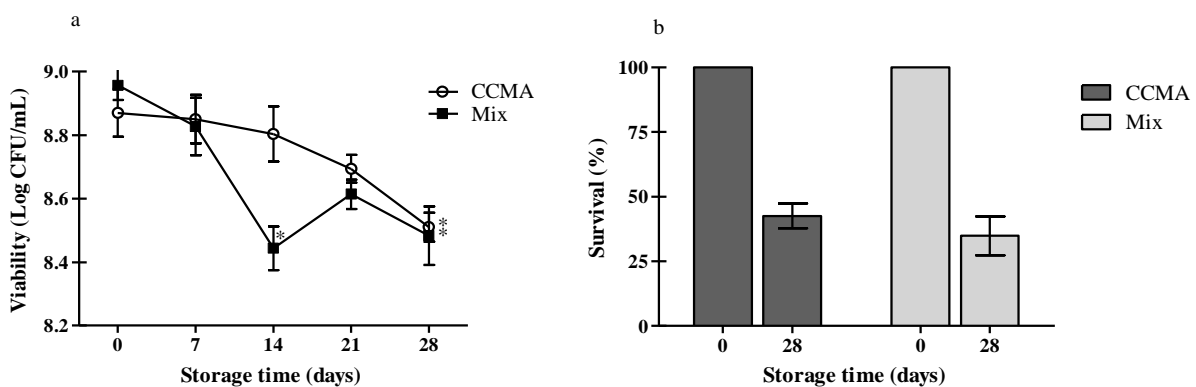 a
Viability (Log CFU/mL)
9.0
8.8
8.6
8.4
8.2
CCMA
Mix
*
*
*
0 7 14 21 28
Storage time (days)
b
Survival (%)
100
75
50
25
0
CCMA
Mix
0 28 0 28
Storage time (days)